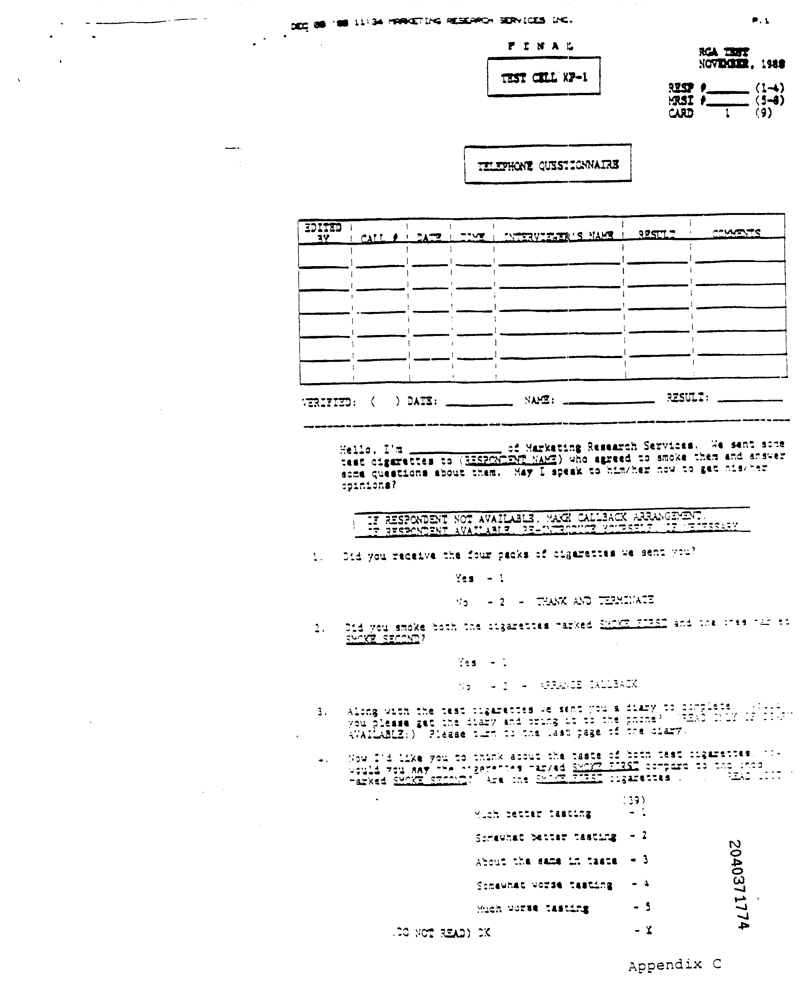 DEC 08 '88 11:34 MARKETING RESEARCH SERVICES INC. P.1
F I N A L
RGA TEST
NOVEMBER, 1988
TEST CELL XF-1
RESP #______ (1-4)
MRSI #______ (5-8)
CARD 1 (9)
TELEPHONE QUESTIONNAIRE
EDITED BY CALL # DATE TIME INTERVIEWER'S NAME RESULT COMMENTS
VERIFIED: ( ) DATE: ________ NAME: ________ RESULT: ________
Hello, I'm ____________ of Marketing Research Services. We sent some
test cigarettes to (RESPONDENT NAME) who agreed to smoke them and answer
some questions about them. May I speak to him/her now to get his/her
opinions?
IF RESPONDENT NOT AVAILABLE, MAKE CALLBACK ARRANGEMENT.
IF RESPONDENT AVAILABLE, RE-INTRODUCE YOURSELF, IF NECESSARY
1. Did you receive the four packs of cigarettes we sent you?
Yes - 1
No - 2 - THANK AND TERMINATE
2. Did you smoke both the cigarettes marked SMOKE FIRST and the ones
SMOKE SECOND?
Yes - 1
No - 2 - ARRANGE CALLBACK
3. Along with the test cigarettes we sent you a diary to complete.
you please get the diary and bring it to the phone? READ ONLY IF
AVAILABLE:) Please turn to the last page of the diary.
4. Now I'd like you to think about the taste of both test cigarettes.
would you say the cigarettes marked SMOKE FIRST compare to the ones
marked SMOKE SECOND? Are the SMOKE FIRST cigarettes . . . READ LIST
(39)
Much better tasting - 1
Somewhat better tasting - 2
About the same in taste - 3
Somewhat worse tasting - 4
Much worse tasting - 5
(DO NOT READ) DK - X
2040371774
Appendix C